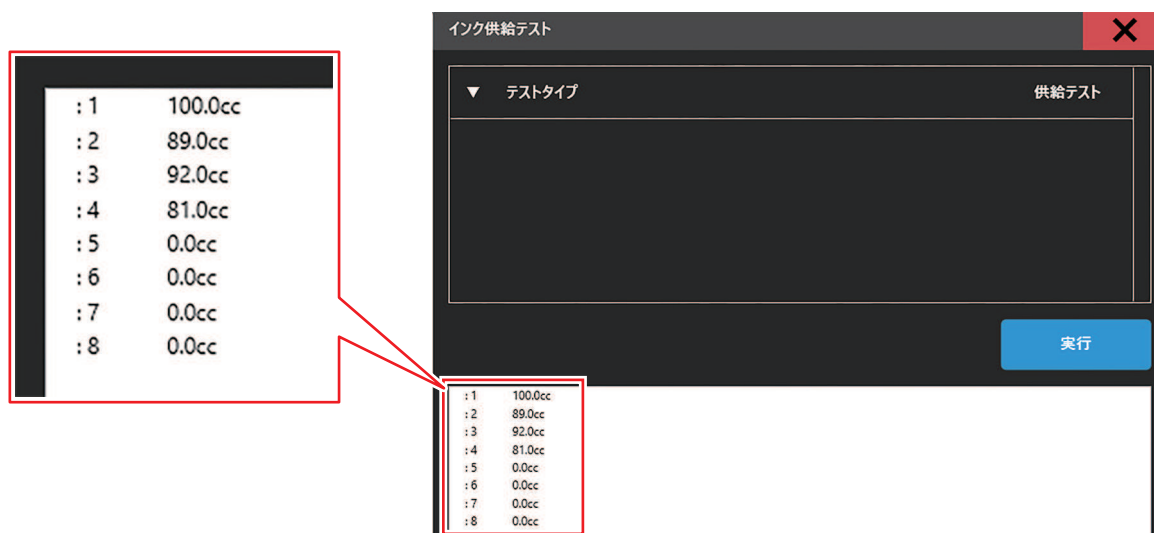 : 1 100.0cc
: 2 89.0cc
: 3 92.0cc
: 4 81.0cc
: 5 0.0cc
: 6 0.0cc
: 7 0.0cc
: 8 0.0cc
インク供給テスト
▼ テストタイプ 供給テスト
実行
: 1 100.0cc
: 2 89.0cc
: 3 92.0cc
: 4 81.0cc
: 5 0.0cc
: 6 0.0cc
: 7 0.0cc
: 8 0.0cc